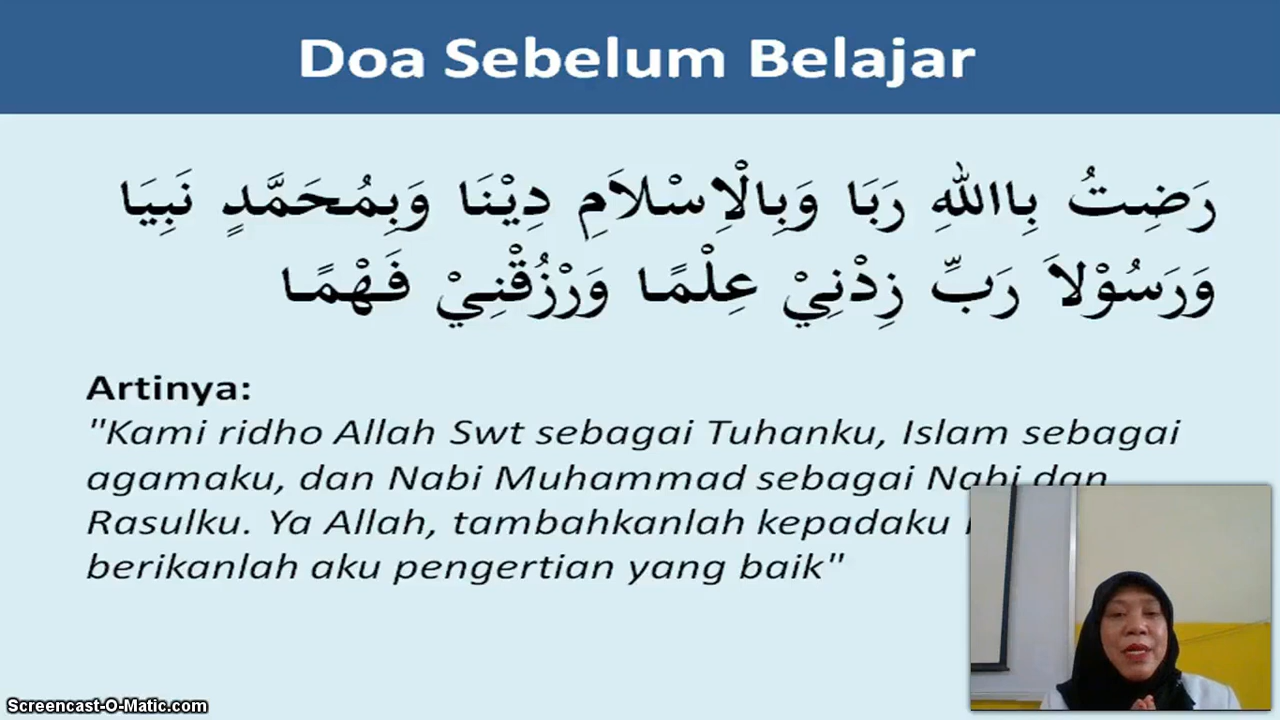 Doa Sebelum Belajar
رَضِتُ بِااللهِ رَبَا وَبِالْاِسْلاَمِ دِيْنَا وَبِمُحَمَّدٍ نَبِيَا
وَرَسُوْلاَ رَبِّ زِدْنِيْ عِلْمًا وَرْزُقْنِيْ فَهْمًا
Artinya:
"Kami ridho Allah Swt sebagai Tuhanku, Islam sebagai
agamaku, dan Nabi Muhammad sebagai Nabi dan
Rasulku. Ya Allah, tambahkanlah kepadaku
berikanlah aku pengertian yang baik"
Screencast-O-Matic.com